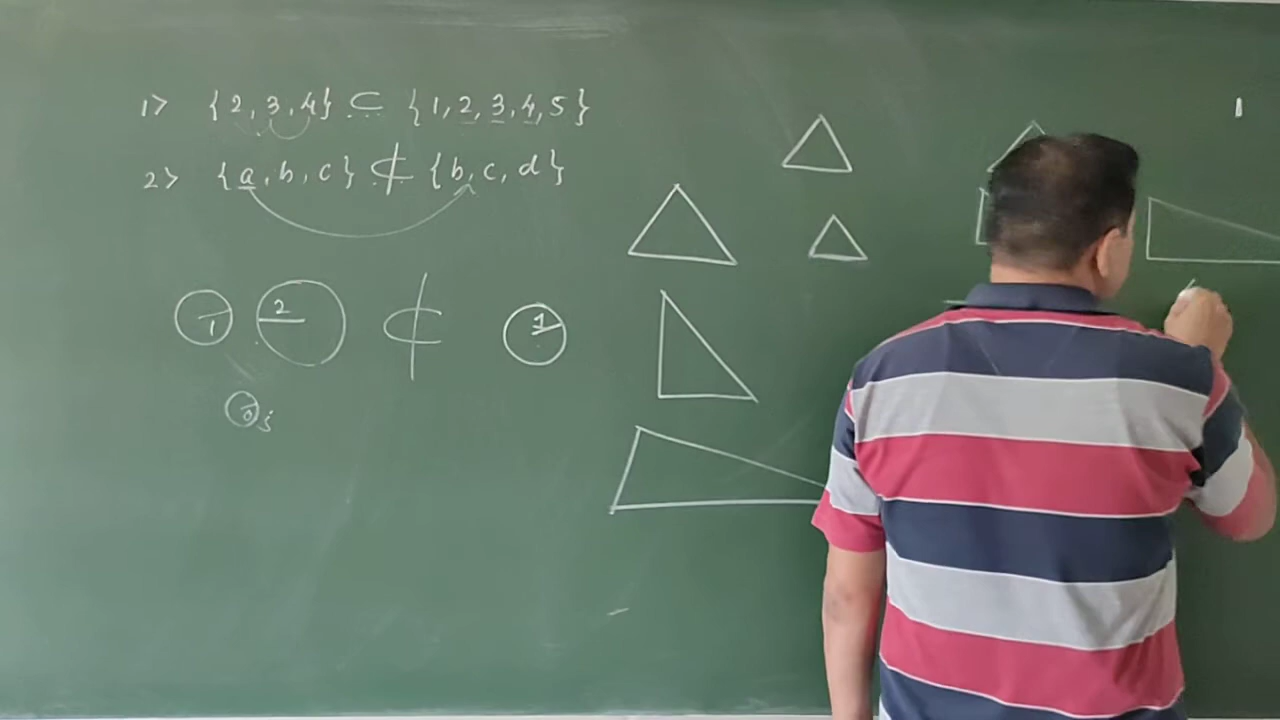 1> {2, 3, 4} ⊂ {1, 2, 3, 4, 5}
2> {a, b, c} ⊄ {b, c, d}
1 2 ⊄ 1